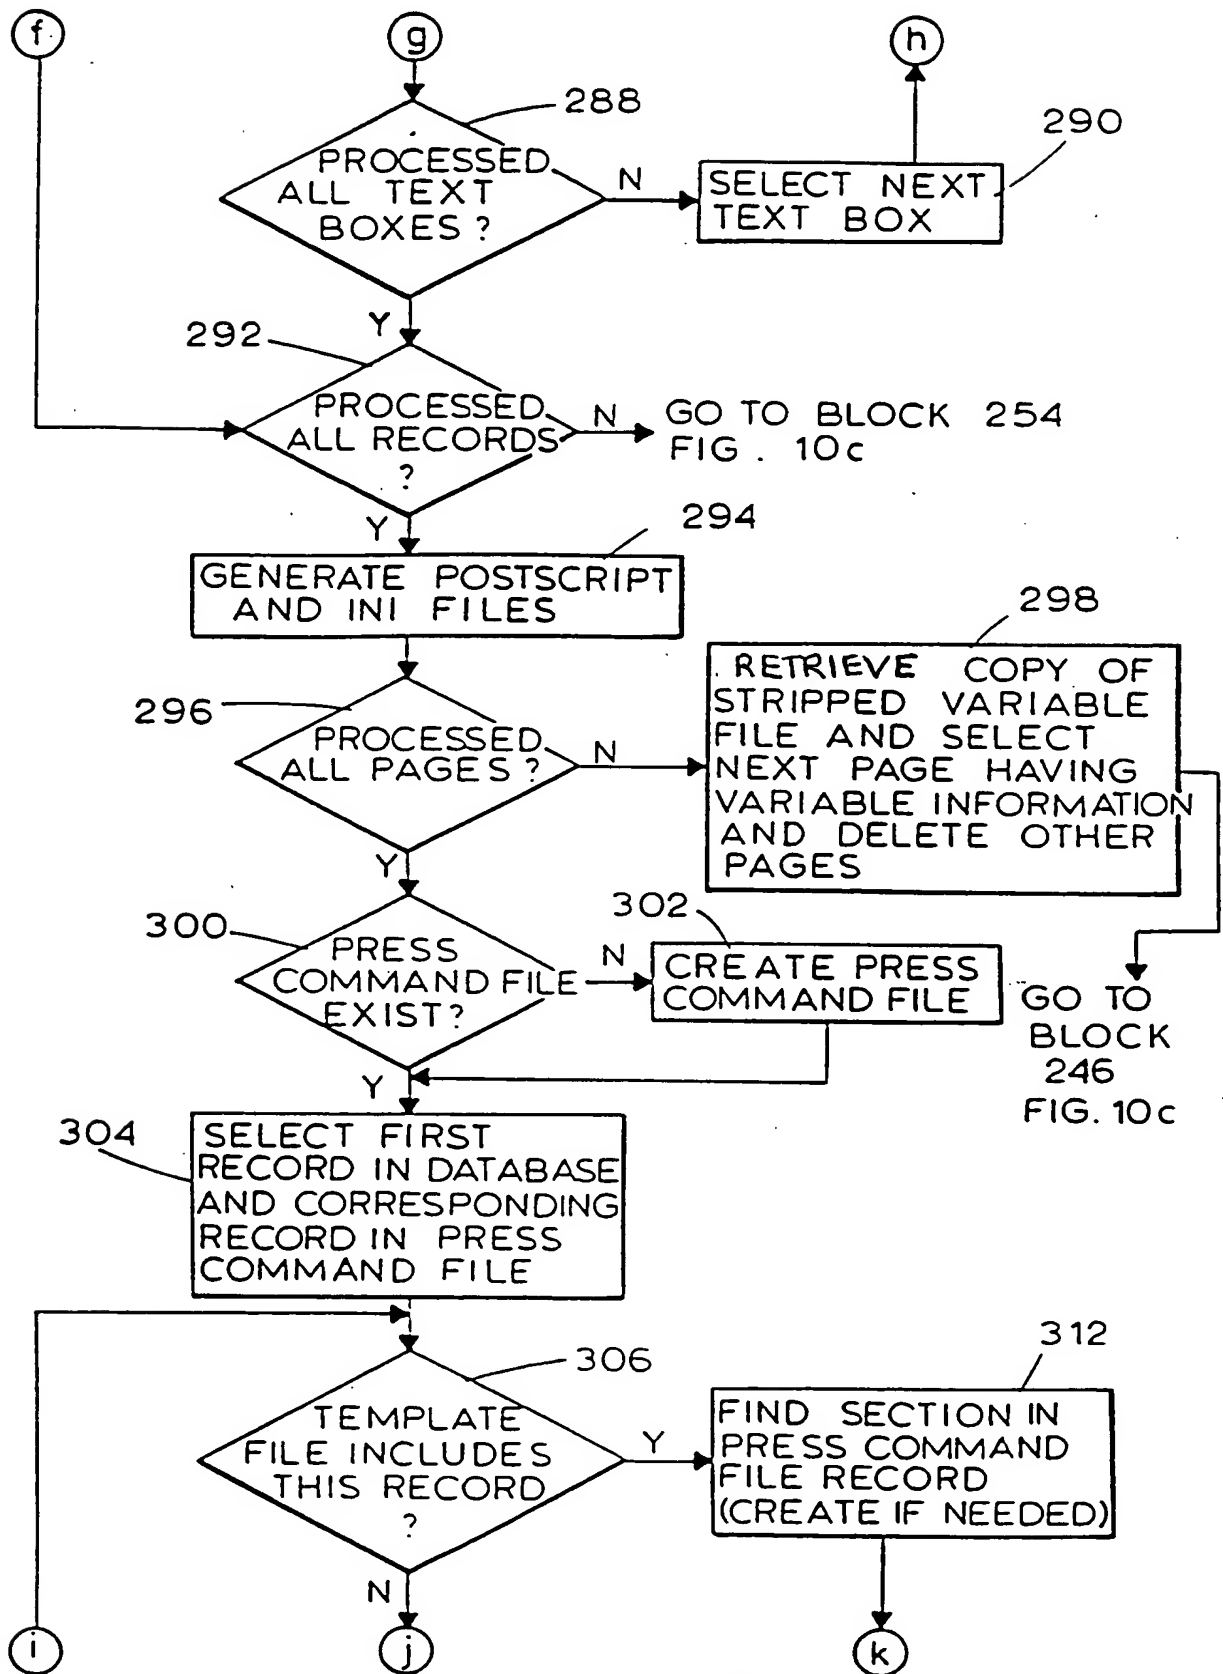 f
g
h
288
PROCESSED
ALL TEXT
BOXES ?
N
290
SELECT NEXT
TEXT BOX
Y
292
PROCESSED
ALL RECORDS
?
N
GO TO BLOCK 254
FIG. 10c
Y
294
GENERATE POSTSCRIPT
AND INI FILES
296
PROCESSED
ALL PAGES ?
N
298
RETRIEVE COPY OF
STRIPPED VARIABLE
FILE AND SELECT
NEXT PAGE HAVING
VARIABLE INFORMATION
AND DELETE OTHER
PAGES
Y
300
PRESS
COMMAND FILE
EXIST ?
N
302
CREATE PRESS
COMMAND FILE
GO TO
BLOCK
246
FIG. 10c
Y
304
SELECT FIRST
RECORD IN DATABASE
AND CORRESPONDING
RECORD IN PRESS
COMMAND FILE
306
TEMPLATE
FILE INCLUDES
THIS RECORD
?
Y
312
FIND SECTION IN
PRESS COMMAND
FILE RECORD
(CREATE IF NEEDED)
N
i
j
k